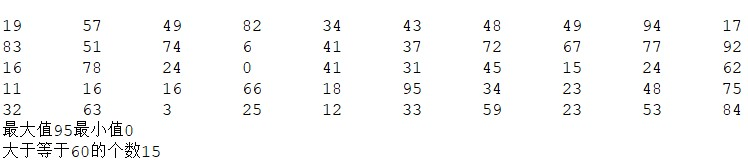 19 57 49 82 34 43 48 49 94 17
83 51 74 6 41 37 72 67 77 92
16 78 24 0 41 31 45 15 24 62
11 16 16 66 18 95 34 23 48 75
32 63 3 25 12 33 59 23 53 84
最大值95最小值0
大于等于60的个数15